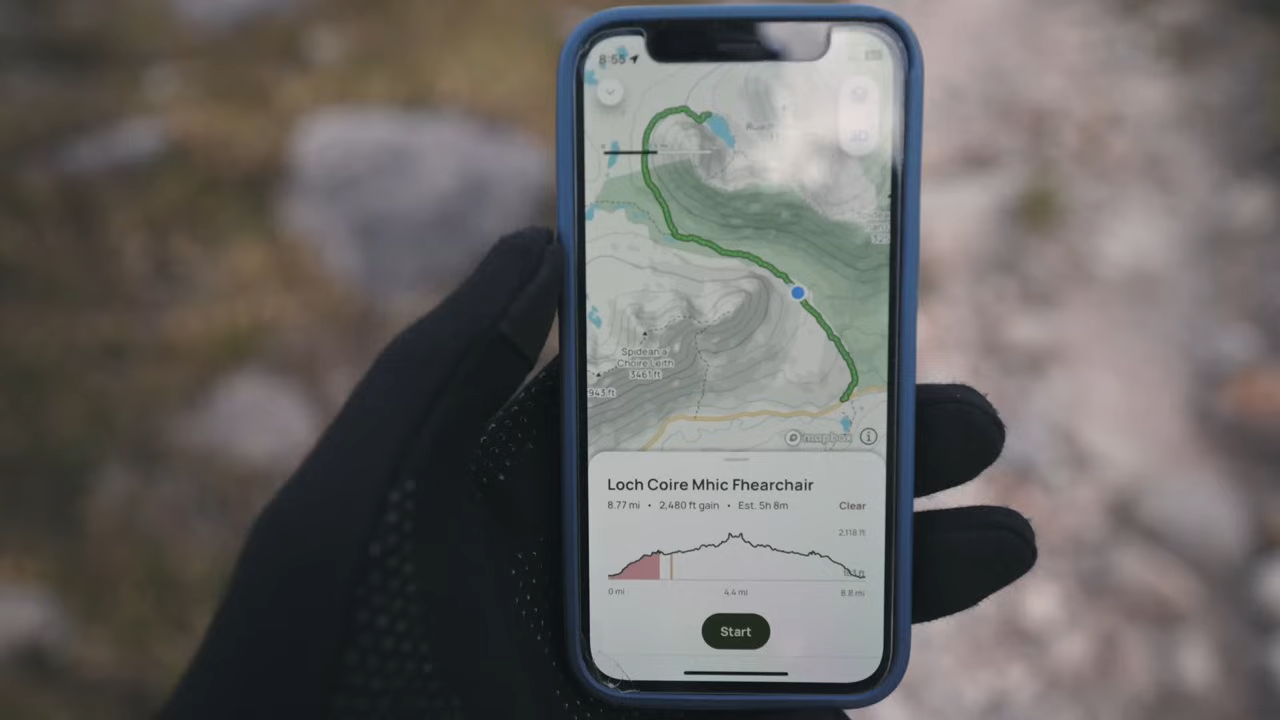 8:55
3D
Spidean a'
Choire Leith
3461 ft
943 ft
mapbox
Loch Coire Mhic Fhearchair
8.77 mi • 2,480 ft gain • Est. 5h 8m
Clear
2,118 ft
0 mi
4.4 mi
8.8 mi
Start